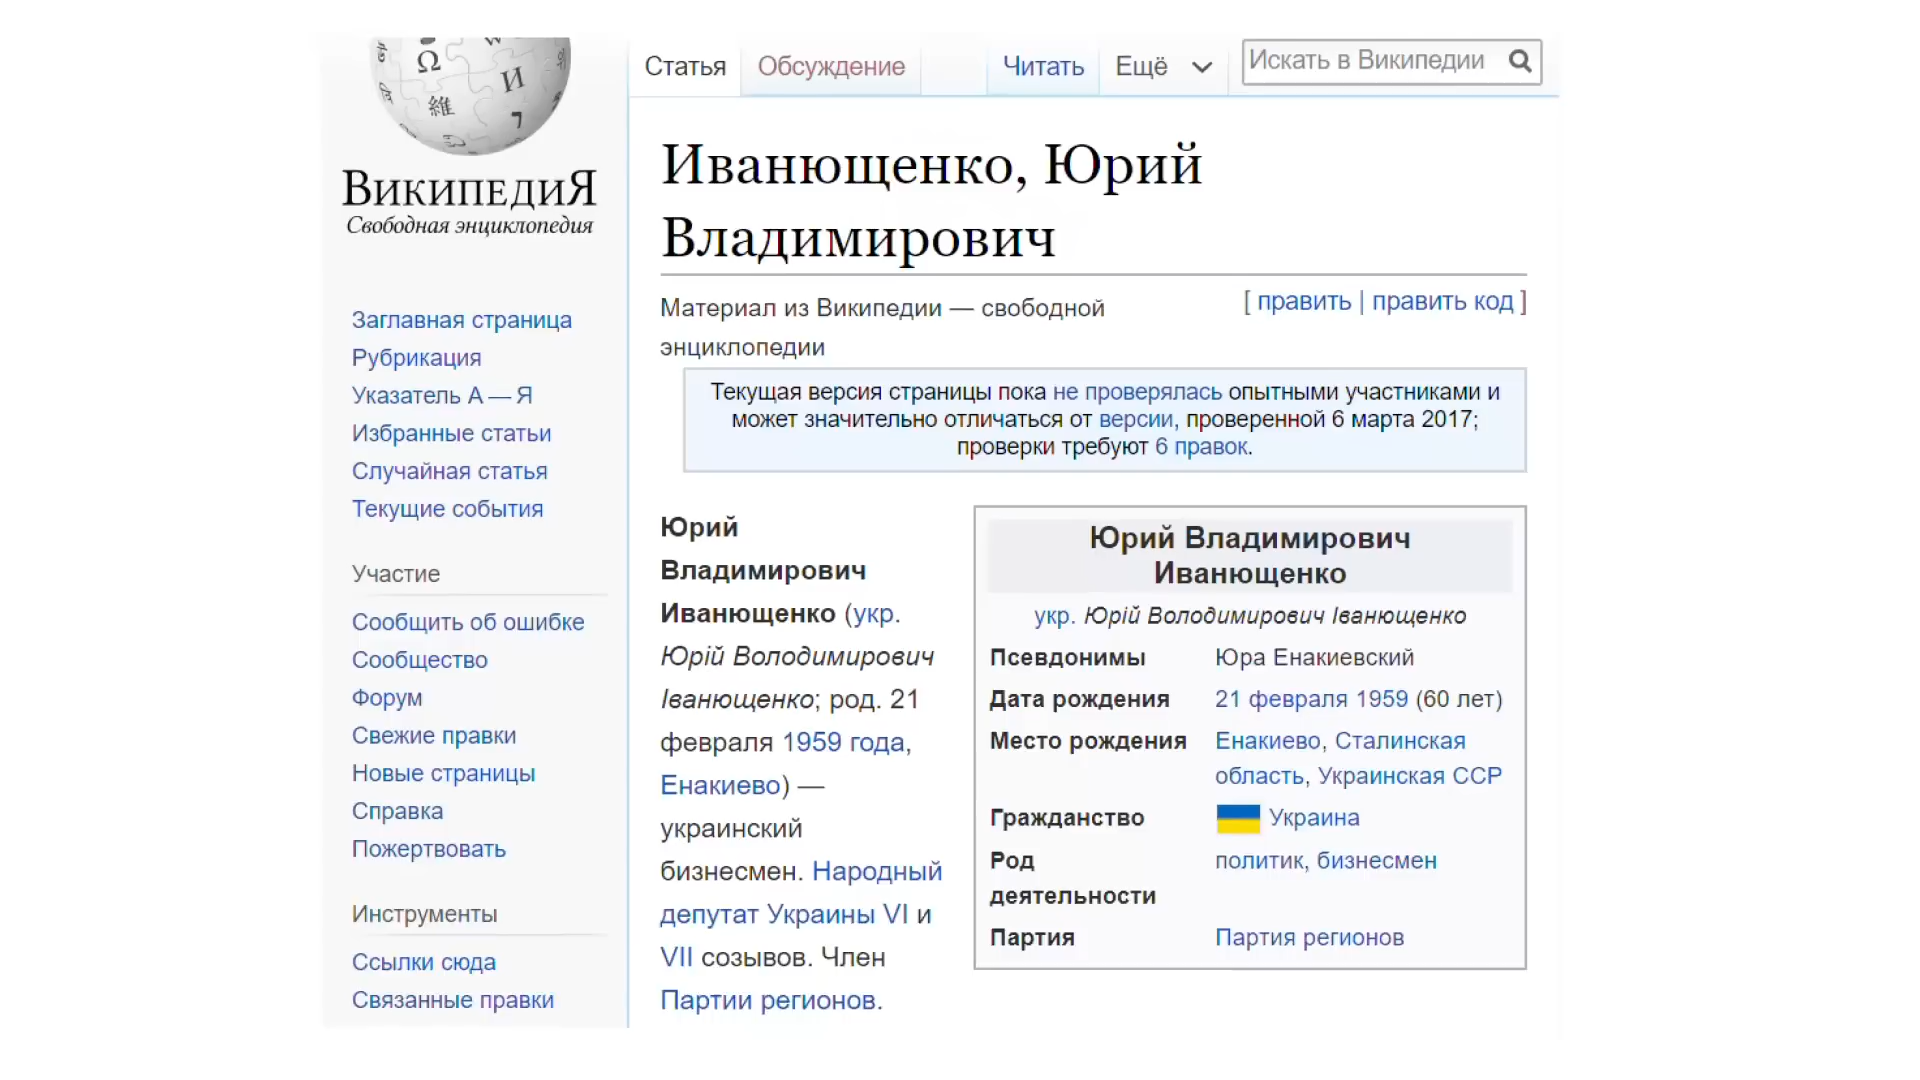 ВикипедиЯ
Свободная энциклопедия
Заглавная страница
Рубрикация
Указатель А — Я
Избранные статьи
Случайная статья
Текущие события
Участие
Сообщить об ошибке
Сообщество
Форум
Свежие правки
Новые страницы
Справка
Пожертвовать
Инструменты
Ссылки сюда
Связанные правки
Статья
Обсуждение
Читать
Ещё
Искать в Википедии
Иванющенко, Юрий
Владимирович
Материал из Википедии — свободной
энциклопедии
[ править | править код ]
Текущая версия страницы пока не проверялась опытными участниками и
может значительно отличаться от версии, проверенной 6 марта 2017;
проверки требуют 6 правок.
Юрий
Владимирович
Иванющенко (укр.
Юрій Володимирович
Іванющенко; род. 21
февраля 1959 года,
Енакиево) —
украинский
бизнесмен. Народный
депутат Украины VI и
VII созывов. Член
Партии регионов.
Юрий Владимирович
Иванющенко
укр. Юрій Володимирович Іванющенко
Псевдонимы Юра Енакиевский
Дата рождения 21 февраля 1959 (60 лет)
Место рождения Енакиево, Сталинская
область, Украинская ССР
Гражданство Украина
Род политик, бизнесмен
деятельности
Партия Партия регионов